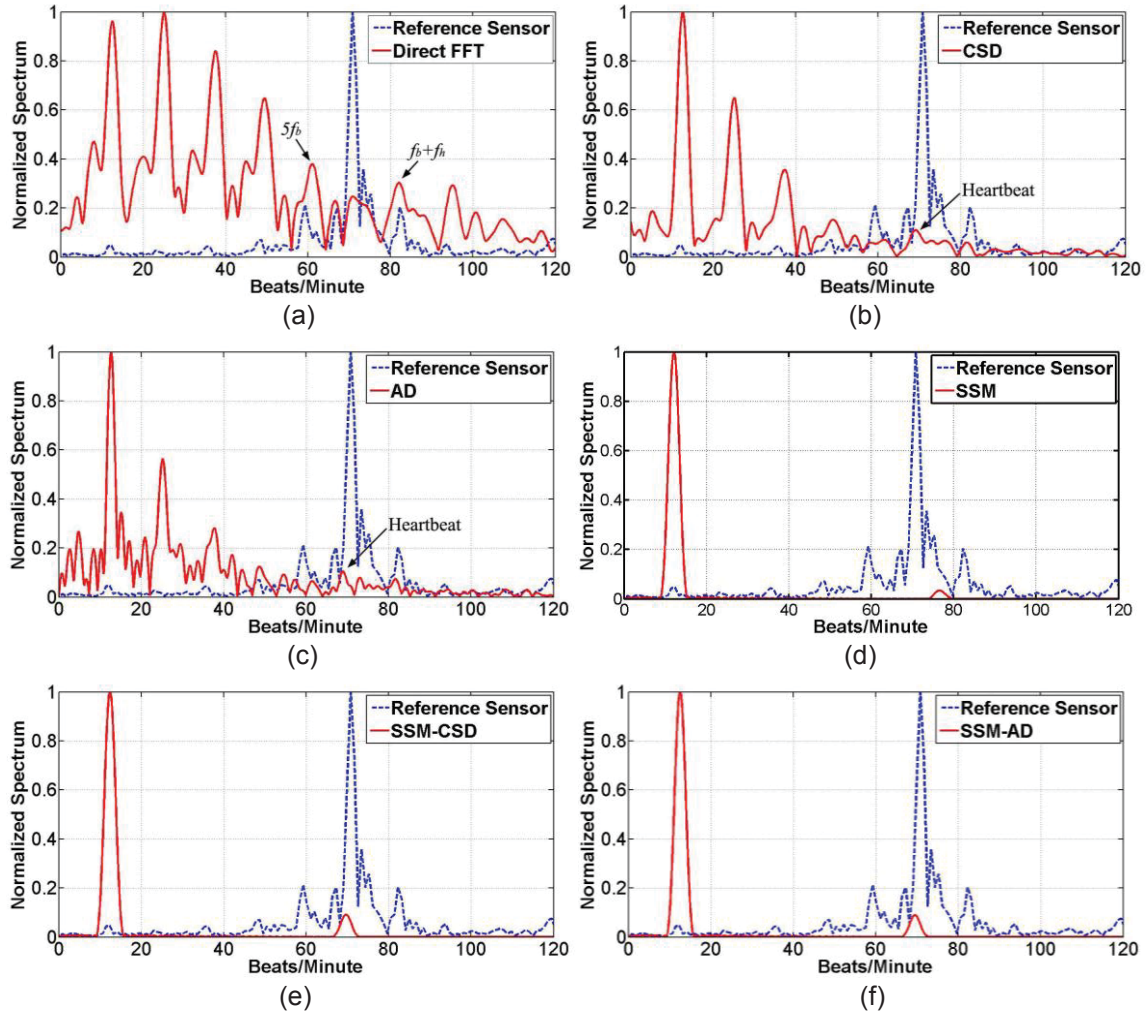 Normalized Spectrum
1
0.8
0.6
0.4
0.2
0
Reference Sensor
Direct FFT
5fb
fb+fh
0 20 40 60 80 100 120
Beats/Minute
(a)
Normalized Spectrum
1
0.8
0.6
0.4
0.2
0
Reference Sensor
CSD
Heartbeat
0 20 40 60 80 100 120
Beats/Minute
(b)
Normalized Spectrum
1
0.8
0.6
0.4
0.2
0
Reference Sensor
AD
Heartbeat
0 20 40 60 80 100 120
Beats/Minute
(c)
Normalized Spectrum
1
0.8
0.6
0.4
0.2
0
Reference Sensor
SSM
0 20 40 60 80 100 120
Beats/Minute
(d)
Normalized Spectrum
1
0.8
0.6
0.4
0.2
0
Reference Sensor
SSM-CSD
0 20 40 60 80 100 120
Beats/Minute
(e)
Normalized Spectrum
1
0.8
0.6
0.4
0.2
0
Reference Sensor
SSM-AD
0 20 40 60 80 100 120
Beats/Minute
(f)